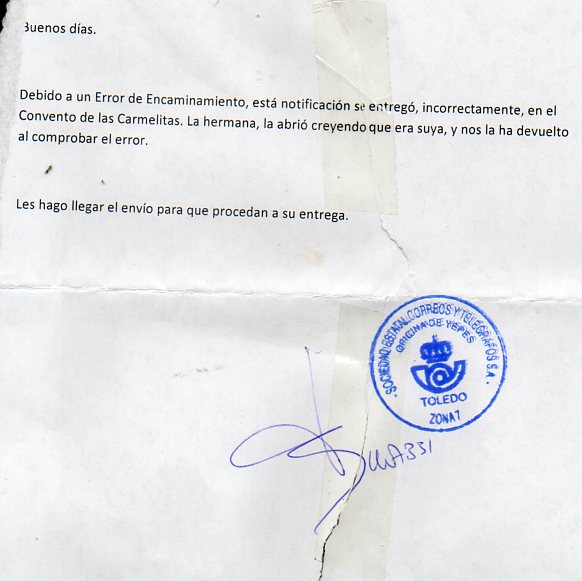 Buenos días.
Debido a un Error de Encaminamiento, está notificación se entregó, incorrectamente, en el
Convento de las Carmelitas. La hermana, la abrió creyendo que era suya, y nos la ha devuelto
al comprobar el error.
Les hago llegar el envío para que procedan a su entrega.
SOCIEDAD ESTATAL CORREOS Y TELEGRAFOS S.A.
OFICINA DE YEPES
TOLEDO
ZONA 7